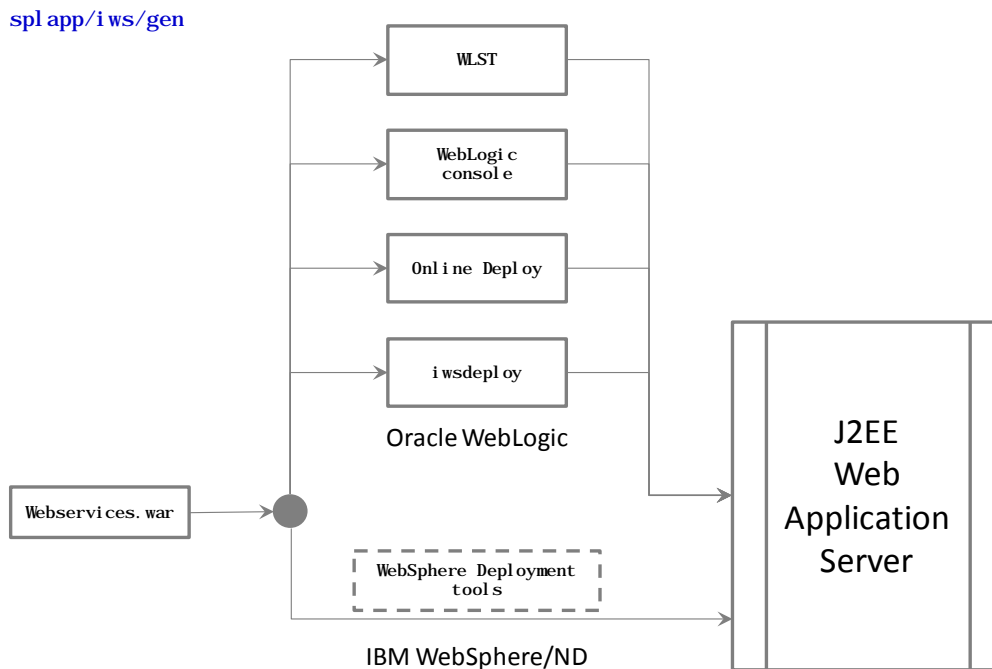 splapp/iws/gen
WLST
WebLogic
console
Online Deploy
iwsdeploy
Oracle WebLogic
Webservices.war
WebSphere Deployment
tools
IBM WebSphere/ND
J2EE
Web
Application
Server